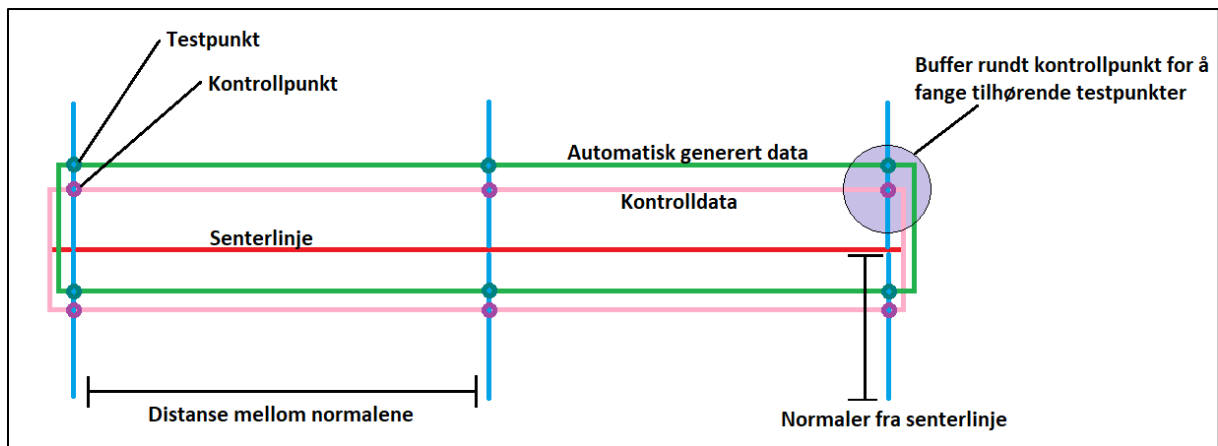 Testpunkt
Kontrollpunkt
Buffer rundt kontrollpunkt for å
fange tilhørende testpunkter
Automatisk generert data
Kontrolldata
Senterlinje
Distanse mellom normalene
Normaler fra senterlinje